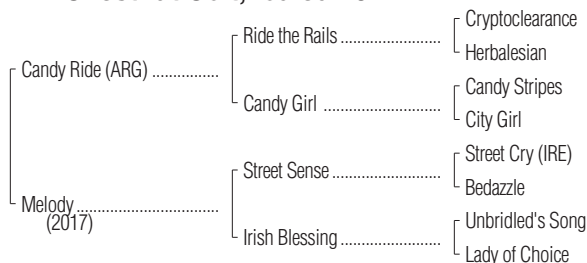 Cryptoclearance
Ride the Rails
Herbalesian
Candy Ride (ARG)
Candy Stripes
Candy Girl
City Girl
Street Cry (IRE)
Street Sense
Bedazzle
Melody
(2017)
Unbridled's Song
Irish Blessing
Lady of Choice